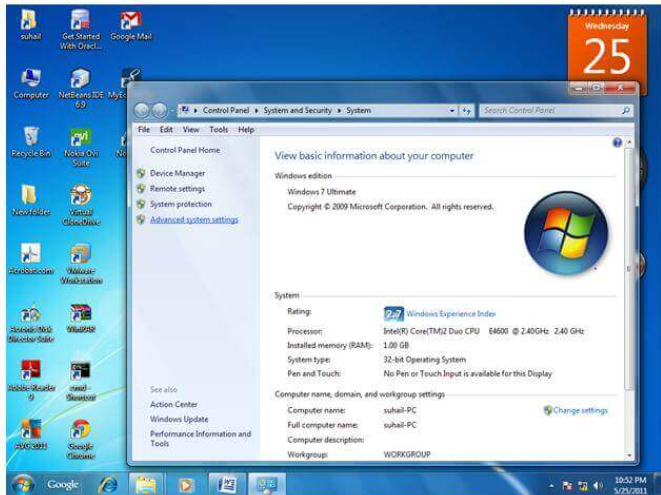 suhail
Get Started With Oracl...
Google Mail
Computer
NetBeans IDE 6.9
MyEc
Recycle Bin
Nokia Ovi Suite
No
New folder
Virtual CloneDrive
Acrobat.com
VMware Workstation
Acronis Disk Director Suite
WinRAR
Adobe Reader 9
cmd - Shortcut
AVG 2011
Google Chrome
Wednesday
25
Control Panel
System and Security
System
Search Control Panel
File Edit View Tools Help
Control Panel Home
Device Manager
Remote settings
System protection
Advanced system settings
See also
Action Center
Windows Update
Performance Information and Tools
View basic information about your computer
Windows edition
Windows 7 Ultimate
Copyright © 2009 Microsoft Corporation. All rights reserved.
System
Rating: 2.7 Windows Experience Index
Processor: Intel(R) Core(TM)2 Duo CPU E4600 @ 2.40GHz 2.40 GHz
Installed memory (RAM): 1.00 GB
System type: 32-bit Operating System
Pen and Touch: No Pen or Touch Input is available for this Display
Computer name, domain, and workgroup settings
Computer name: suhail-PC Change settings
Full computer name: suhail-PC
Computer description:
Workgroup: WORKGROUP
Google
10:52 PM
5/25/2011